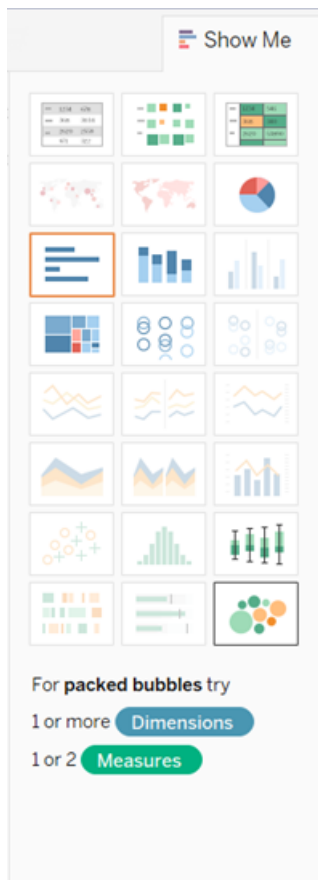 Show Me
For packed bubbles try
1 or more Dimensions
1 or 2 Measures